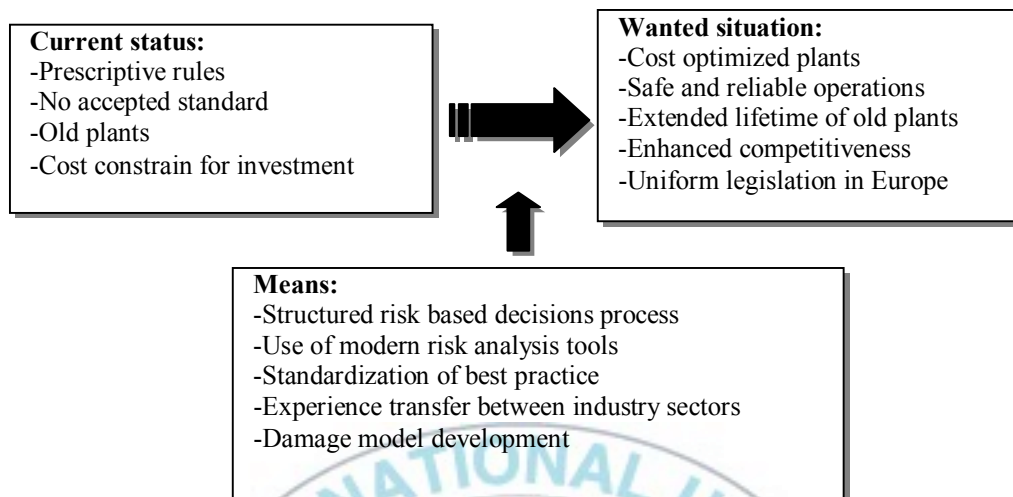 Current status:
-Prescriptive rules
-No accepted standard
-Old plants
-Cost constrain for investment
Wanted situation:
-Cost optimized plants
-Safe and reliable operations
-Extended lifetime of old plants
-Enhanced competitiveness
-Uniform legislation in Europe
Means:
-Structured risk based decisions process
-Use of modern risk analysis tools
-Standardization of best practice
-Experience transfer between industry sectors
-Damage model development